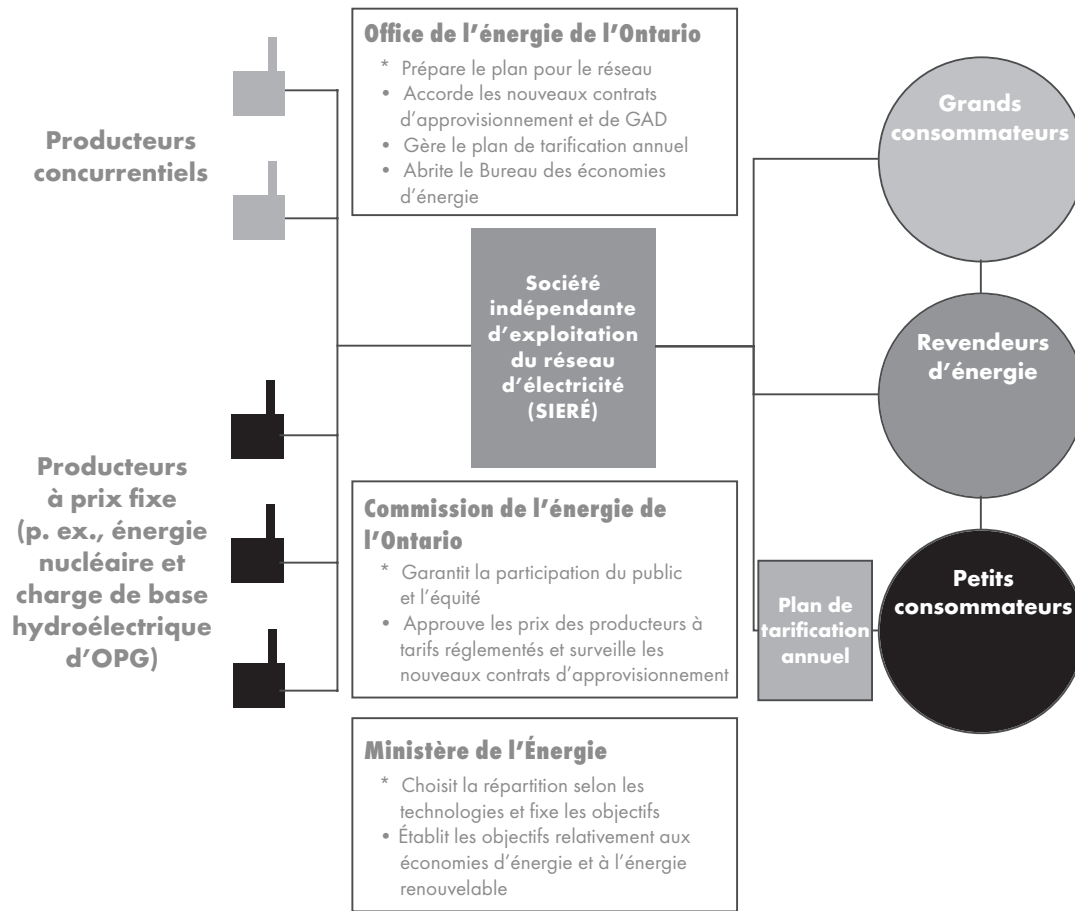 Producteurs
concurrentiels
Producteurs
à prix fixe
(p. ex., énergie
nucléaire et
charge de base
hydroélectrique
d’OPG)
Office de l’énergie de l’Ontario
* Prépare le plan pour le réseau
• Accorde les nouveaux contrats
d’approvisionnement et de GAD
• Gère le plan de tarification annuel
• Abrite le Bureau des économies
d’énergie
Société
indépendante
d’exploitation
du réseau
d’électricité
(SIERÉ)
Commission de l’énergie de
l’Ontario
* Garantit la participation du public
et l’équité
• Approuve les prix des producteurs à
tarifs réglementés et surveille les
nouveaux contrats d’approvisionnement
Ministère de l’Énergie
* Choisit la répartition selon les
technologies et fixe les objectifs
• Établit les objectifs relativement aux
économies d’énergie et à l’énergie
renouvelable
Grands
consommateurs
Revendeurs
d’énergie
Petits
consommateurs
Plan de
tarification
annuel